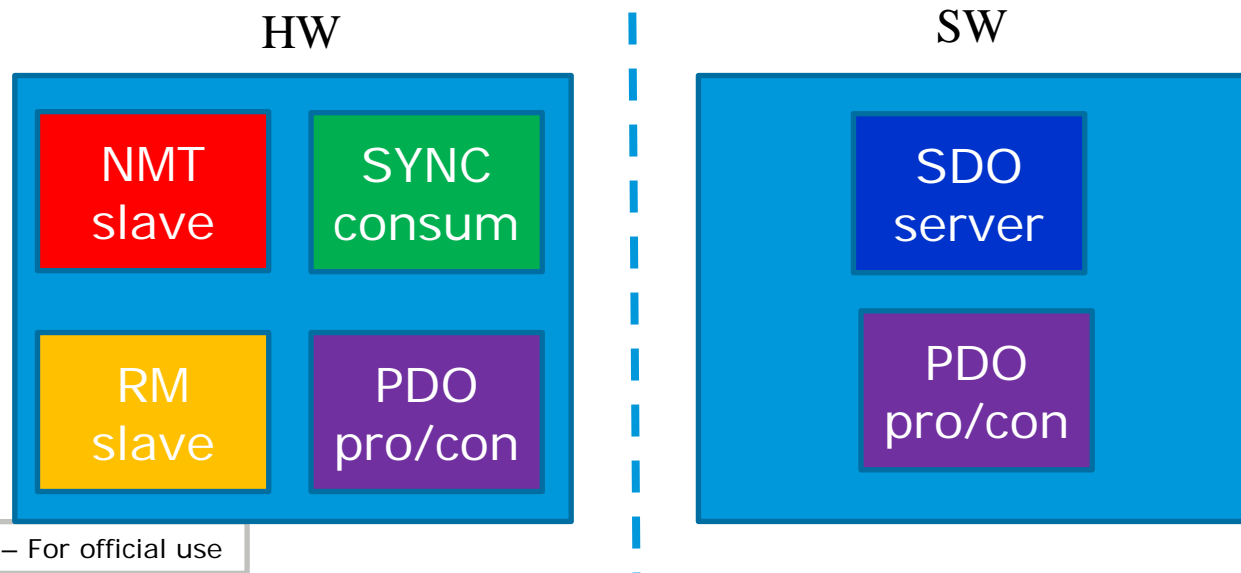 HW
SW
NMT
slave
SYNC
consum
RM
slave
PDO
pro/con
SDO
server
PDO
pro/con
– For official use